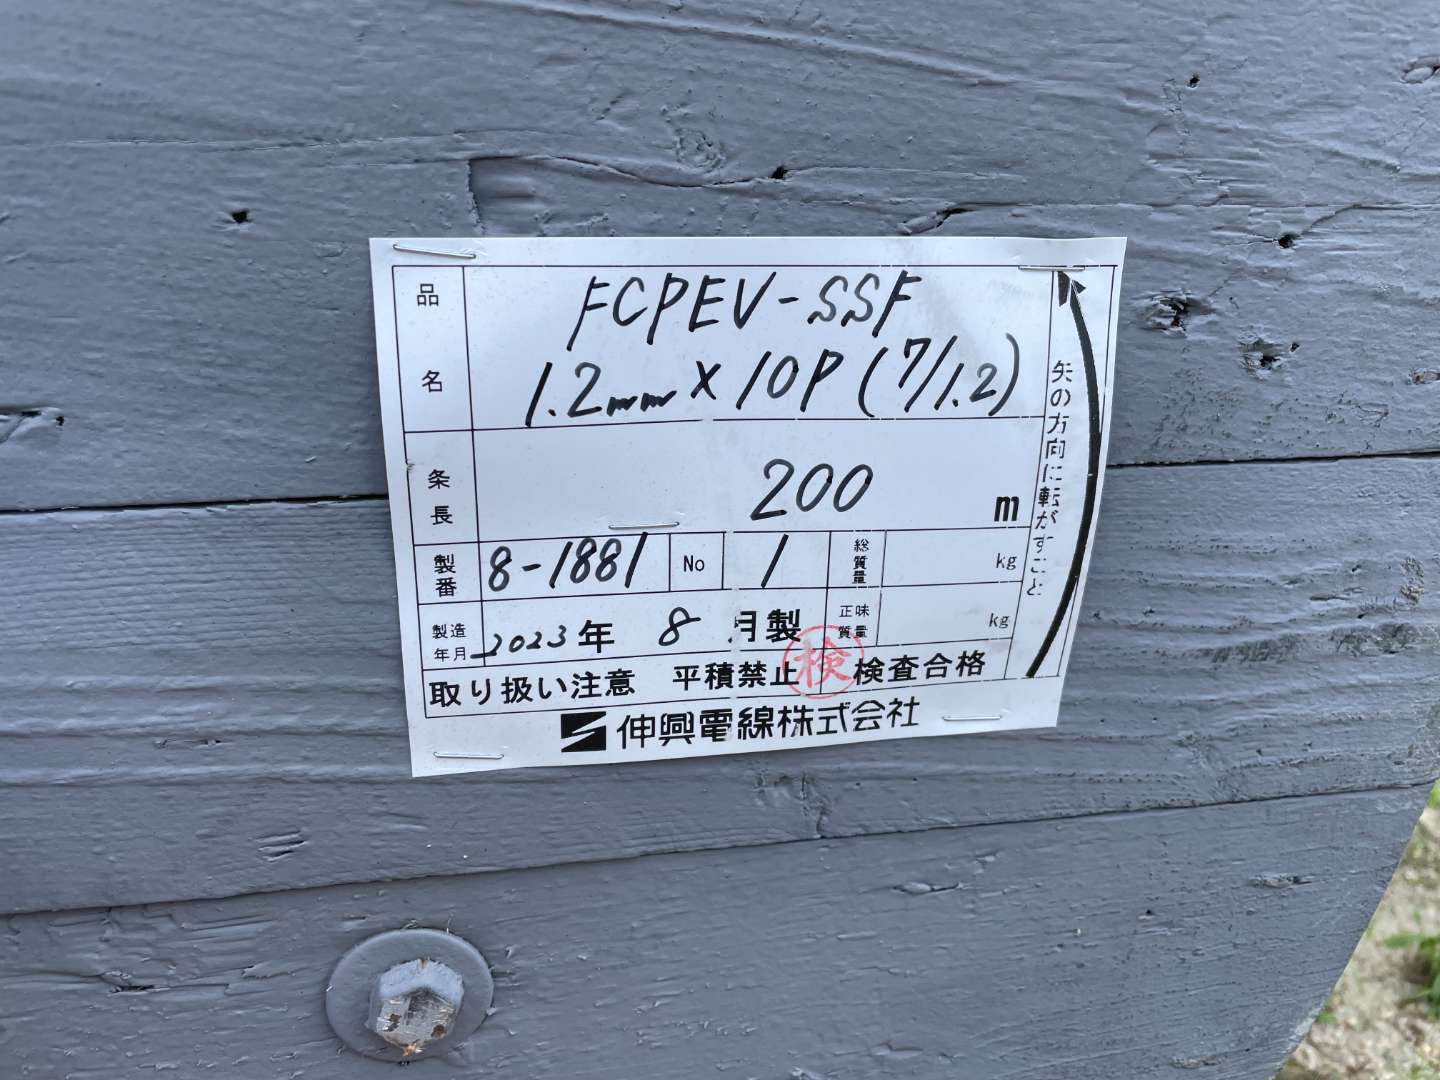 品名 FCPEV-SSF
1.2mm×10P(7/1.2)
条長 200 m
製番 8-1881 No 1 総質量 kg
製造年月 2023年 8 月製 正味質量 kg
取り扱い注意 平積禁止 検 検査合格
伸興電線株式会社
矢の方向に転がすこと